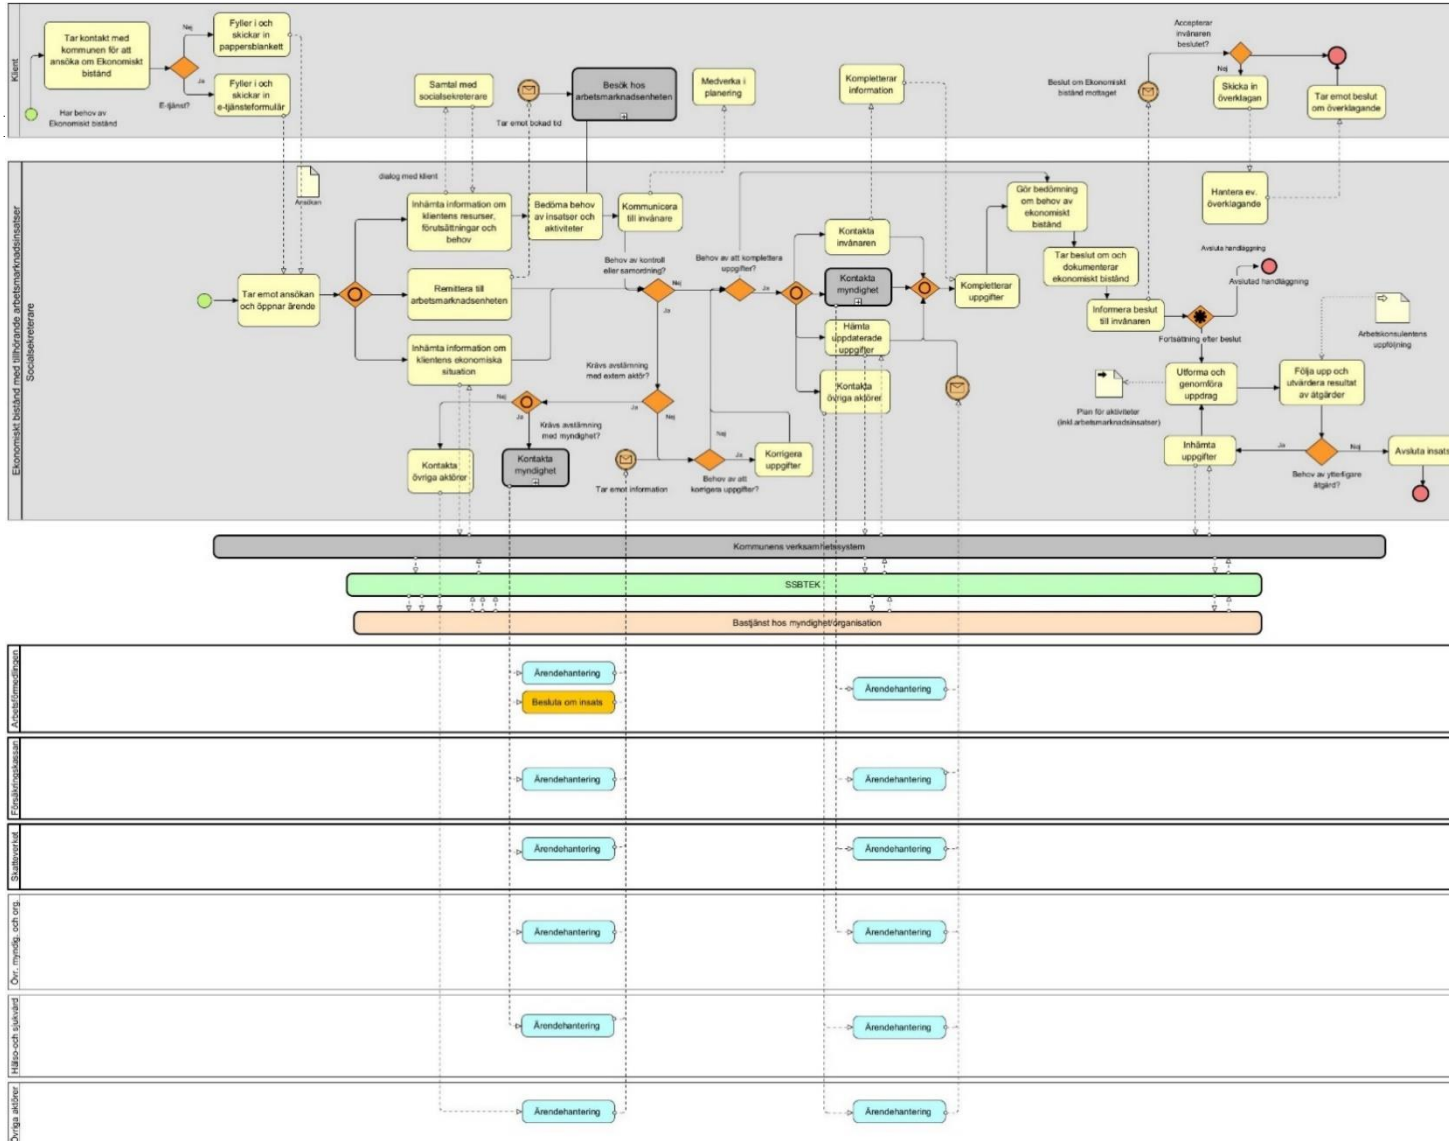 Klient
Tar kontakt med
kommunen för att
ansöka om Ekonomiskt
bistånd
Har behov av
Ekonomiskt bistånd
E-tjänst?
Nej
Ja
Fyller i och
skickar in
pappersblankett
Fyller i och
skickar in
e-tjänsteformulär
Samtal med
socialsekreterare
Tar emot bokad tid
Besök hos
arbetsmarknadsenheten
Medverka i
planering
Kompletterar
information
Beslut om Ekonomiskt
bistånd mottaget
Accepterar
invånaren
beslutet?
Nej
Skicka in
överklagan
Tar emot beslut
om överklagande
Ekonomiskt bistånd med tillhörande arbetsmarknadsinsatser
Socialsekreterare
Ansökan
Tar emot ansökan
och öppnar ärende
dialog med klient
Inhämta information om
klientens resurser,
förutsättningar och
behov
Bedöma behov
av insatser och
aktiviteter
Kommunicera
till invånare
Remittera till
arbetsmarknadsenheten
Inhämta information om
klientens ekonomiska
situation
Behov av kontroll
eller samordning?
Nej
Ja
Krävs avstämning
med extern aktör?
Ja
Nej
Krävs avstämning
med myndighet?
Nej
Ja
Kontakta
övriga aktörer
Kontakta
myndighet
Tar emot information
Behov av att
korrigera uppgifter?
Nej
Ja
Korrigera
uppgifter
Behov av att komplettera
uppgifter?
Ja
Kontakta
invånaren
Kontakta
myndighet
Hämta
uppdaterade
uppgifter
Kontakta
övriga aktörer
Kompletterar
uppgifter
Gör bedömning
om behov av
ekonomiskt
bistånd
Tar beslut om och
dokumenterar
ekonomiskt bistånd
Informera beslut
till invånaren
Hantera ev.
överklagande
Avsluta handläggning
Avslutad handläggning
Fortsättning efter beslut
Utforma och
genomföra
uppdrag
Plan för aktiviteter
(inkl arbetsmarknadsinsatser)
Följa upp och
utvärdera resultat
av åtgärder
Arbetskonsulentens
uppföljning
Inhämta
uppgifter
Ja
Nej
Behov av ytterligare
åtgärd?
Avsluta insats
Kommunens verksamhetssystem
SSBTEK
Bastjänst hos myndighet/organisation
Arbetsförmedlingen
Ärendehantering
Besluta om insats
Ärendehantering
Försäkringskassan
Ärendehantering
Ärendehantering
Skatteverket
Ärendehantering
Ärendehantering
Övr. myndig. och org.
Ärendehantering
Ärendehantering
Hälso-och sjukvård
Ärendehantering
Ärendehantering
Övriga aktörer
Ärendehantering
Ärendehantering